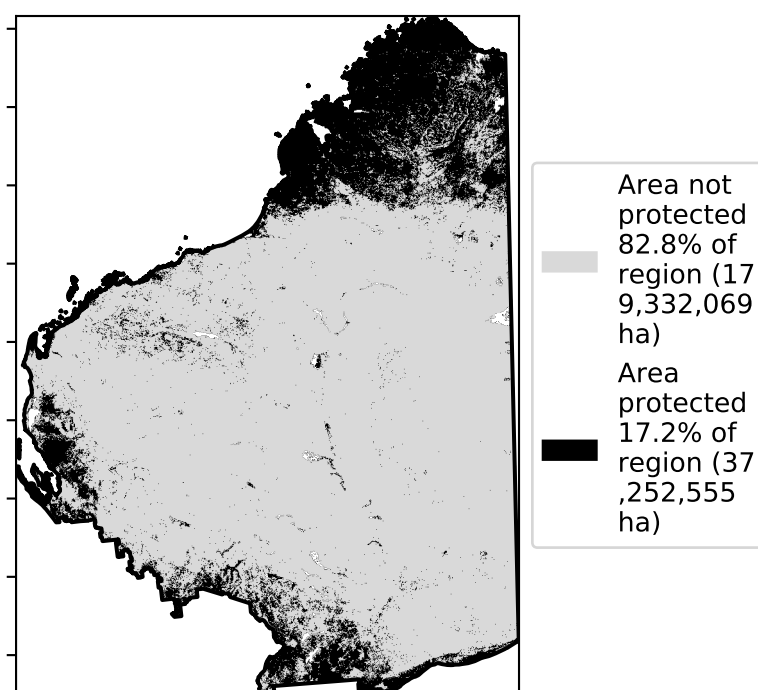 Area not
protected
82.8% of
region (17
9,332,069
ha)
Area
protected
17.2% of
region (37
,252,555
ha)